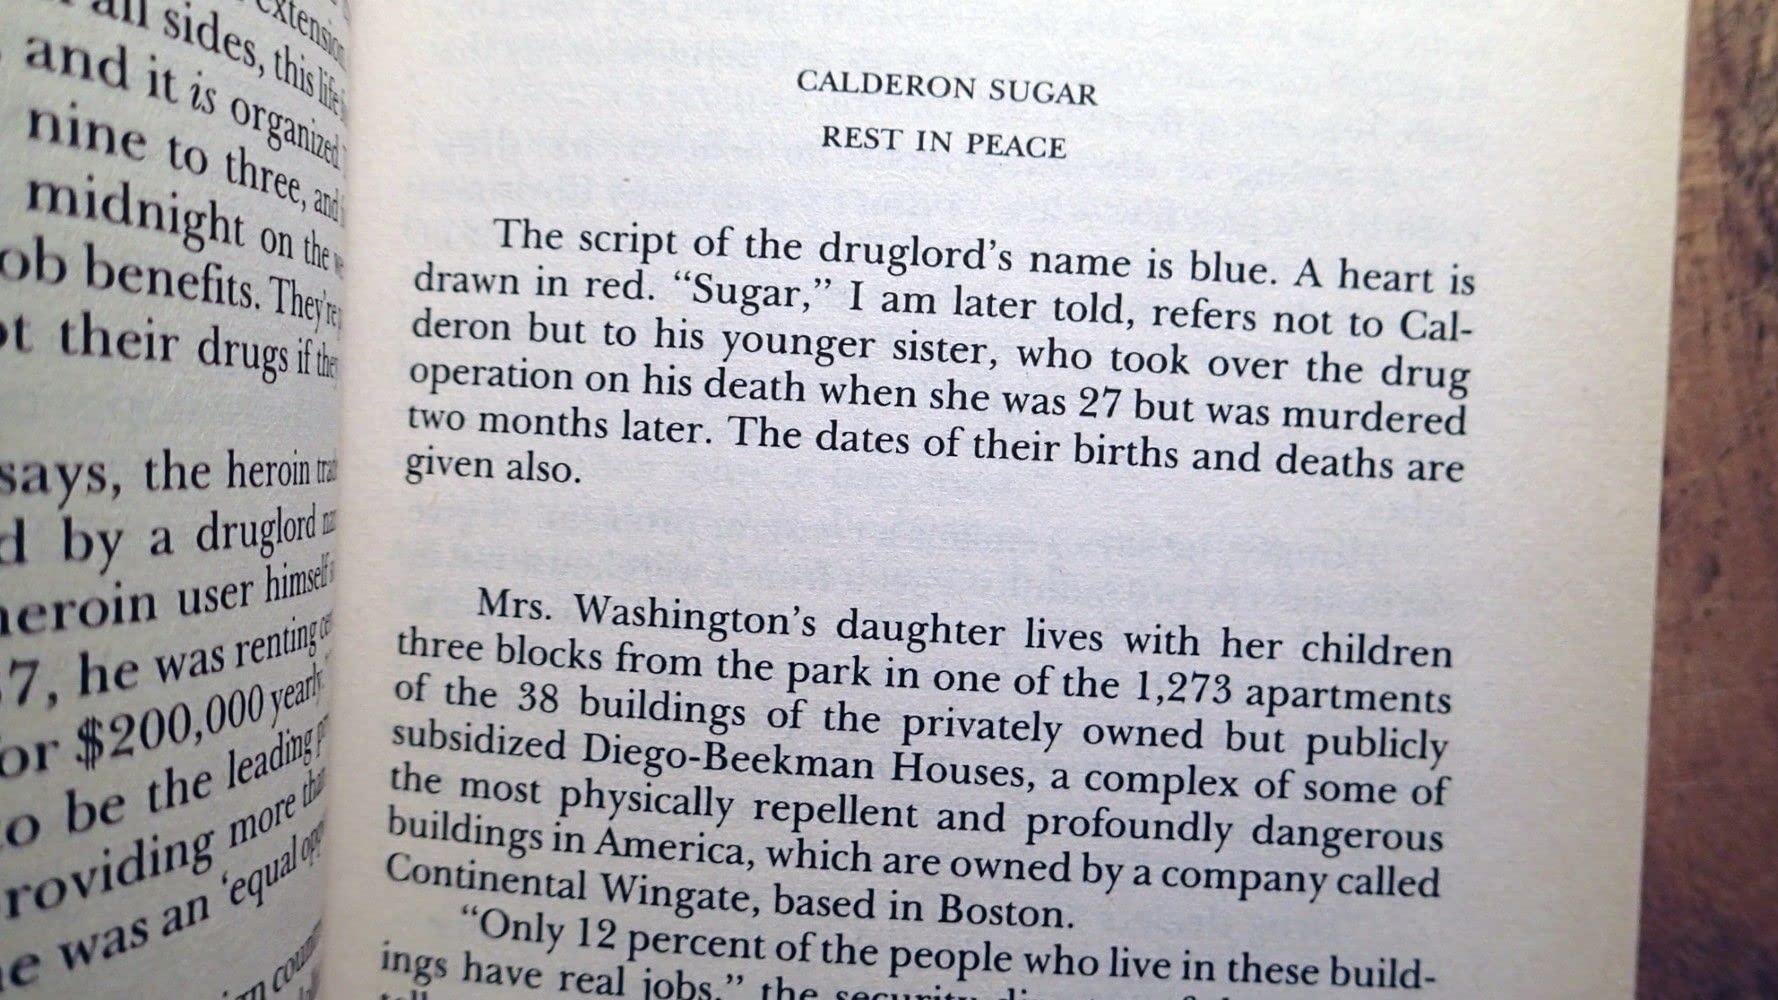 all sides, this life
and it is organized
nine to three, and
midnight on the
benefits. They're
their drugs if they
says, the heroin
by a druglord
heroin user himself
7, he was renting
$200,000 yearly
be the leading
more
was an 'equal
CALDERON SUGAR
REST IN PEACE
The script of the druglord's name is blue. A heart is
drawn in red. "Sugar," I am later told, refers not to Cal-
deron but to his younger sister, who took over the drug
operation on his death when she was 27 but was murdered
two months later. The dates of their births and deaths are
given also.
Mrs. Washington's daughter lives with her children
three blocks from the park in one of the 1,273 apartments
of the 38 buildings of the privately owned but publicly
subsidized Diego-Beekman Houses, a complex of some of
the most physically repellent and profoundly dangerous
buildings in America, which are owned by a company called
Continental Wingate, based in Boston.
"Only 12 percent of the people who live in these build-
ings have real jobs," the security